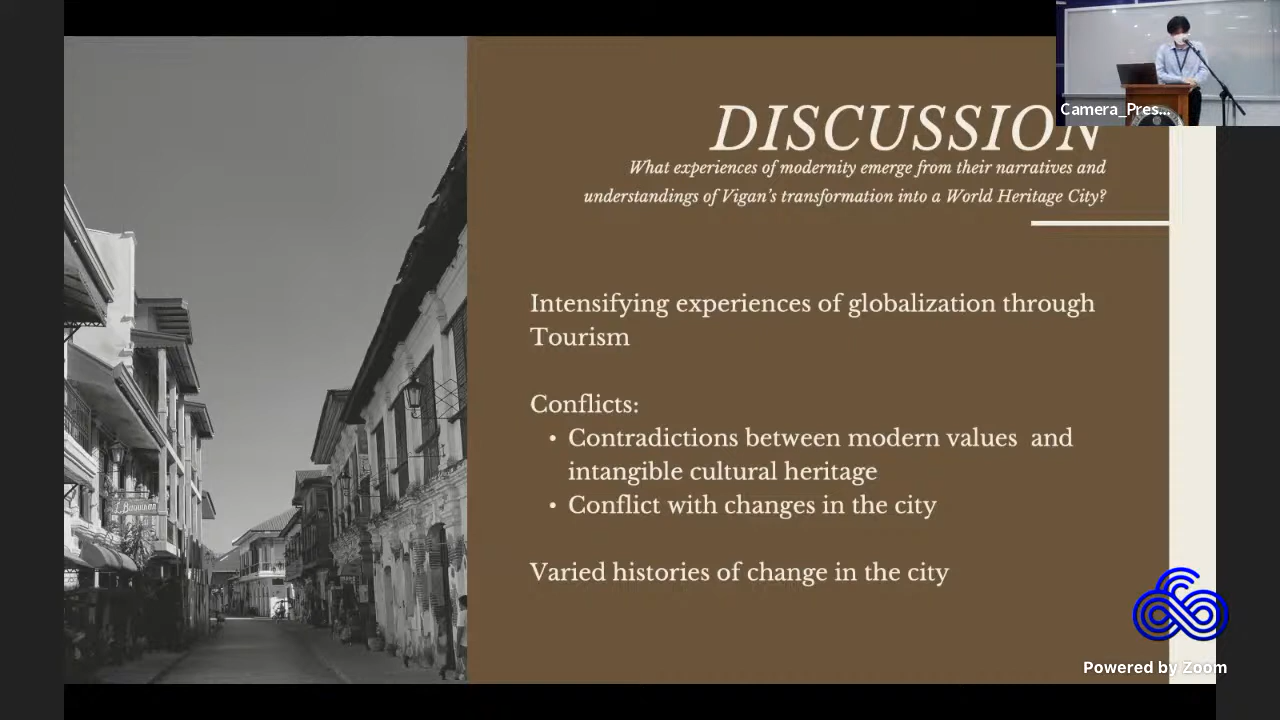 Camera_Pres...
DISCUSSION
What experiences of modernity emerge from their narratives and
understandings of Vigan's transformation into a World Heritage City?
Intensifying experiences of globalization through
Tourism
Conflicts:
• Contradictions between modern values and
intangible cultural heritage
• Conflict with changes in the city
Varied histories of change in the city
Powered by Zoom